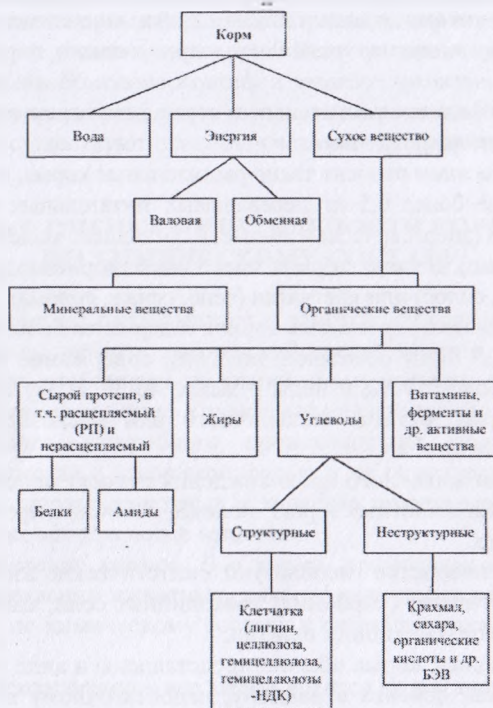 Корм
Вода
Энергия
Сухое вещество
Валовая
Обменная
Минеральные вещества
Органические вещества
Сырой протеин, в
т.ч. расщепляемый
(РП) и
нерасщепляемый
Жиры
Углеводы
Витамины,
ферменты и
др. активные
вещества
Белки
Амиды
Структурные
Неструктурные
Клетчатка
(лигнин,
целлюлоза,
гемицеллюлоза,
гемицеллюлозы
-НДК)
Крахмал,
сахара,
органические
кислоты и др.
БЭВ